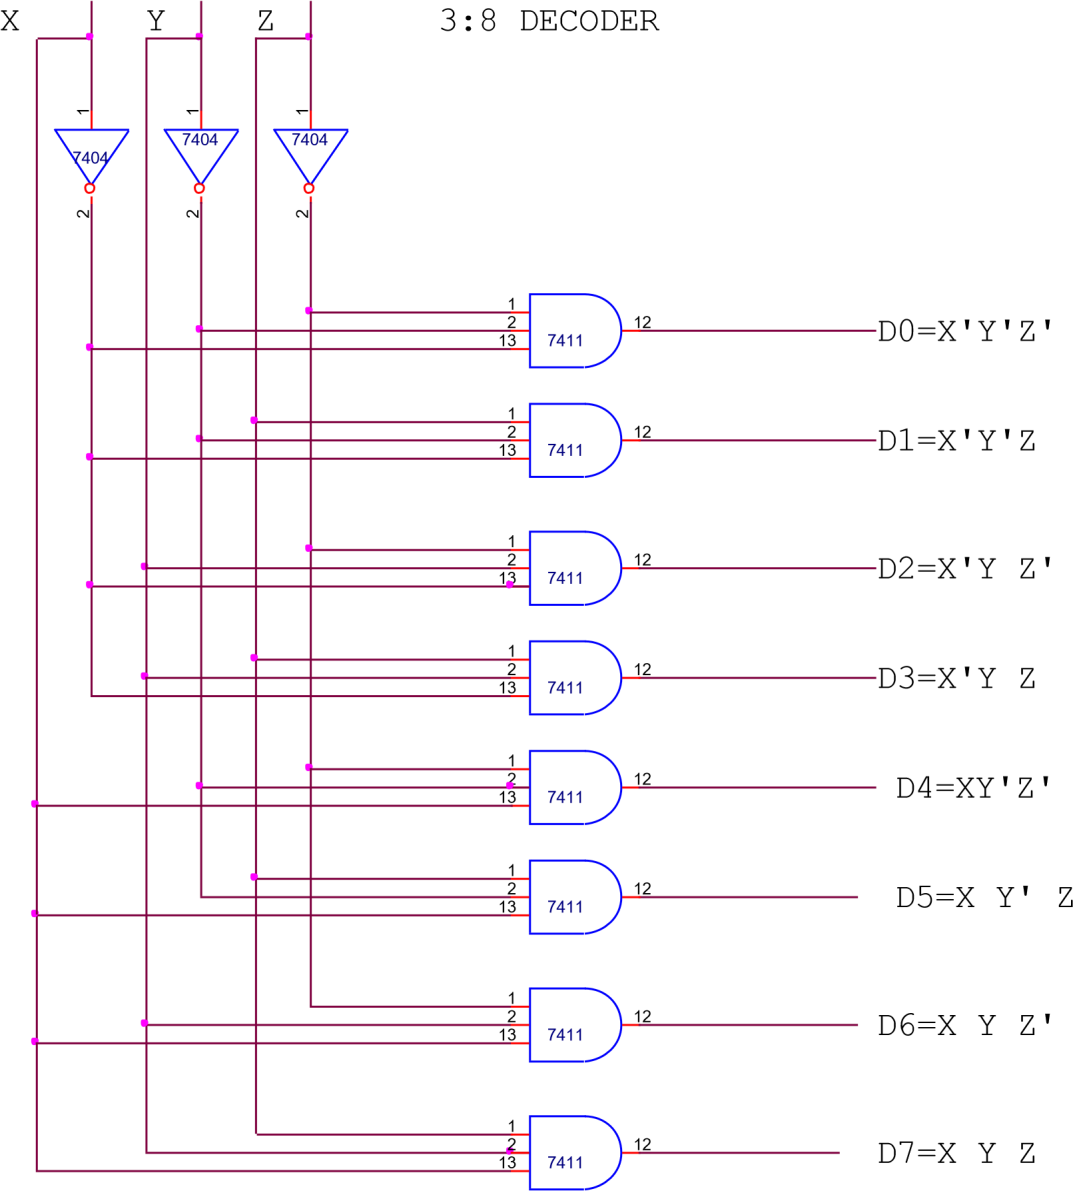 X Y Z 3:8 DECODER
1 1 1
7404 7404 7404
2 2 2
1
2 12
13 7411 D0=X'Y'Z'
1
2 12
13 7411 D1=X'Y'Z
1
2 12
13 7411 D2=X'Y Z'
1
2 12
13 7411 D3=X'Y Z
1
2 12
13 7411 D4=XY'Z'
1
2 12
13 7411 D5=X Y' Z
1
2 12
13 7411 D6=X Y Z'
1
2 12
13 7411 D7=X Y Z